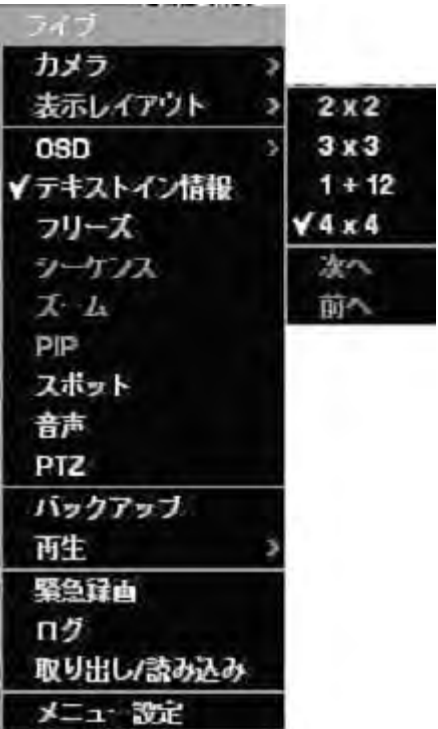 ライブ
カメラ
表示レイアウト
OSD
テキストイン情報
フリーズ
シーケンス
ズーム
PIP
スポット
音声
PTZ
バックアップ
再生
緊急録画
ログ
取り出し/読み込み
メニュー設定
2 x 2
3 x 3
1 + 12
4 x 4
次へ
前へ